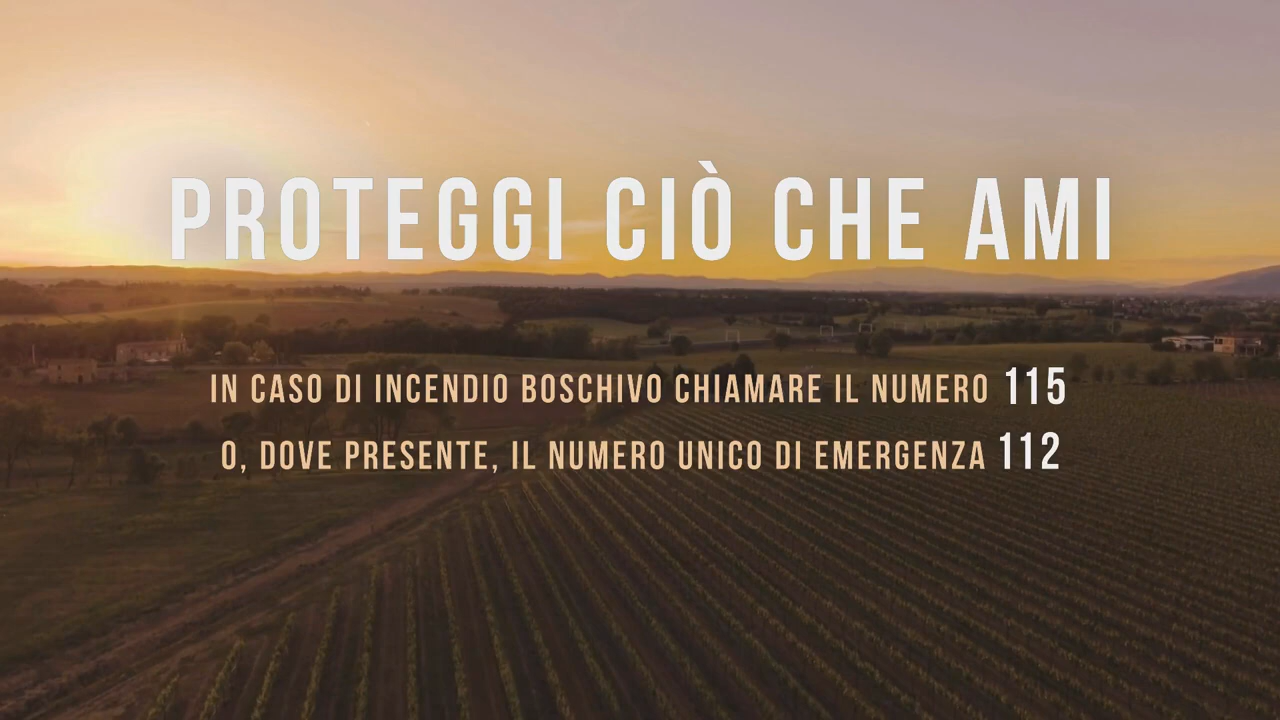 PROTEGGI CIÒ CHE AMI
IN CASO DI INCENDIO BOSCHIVO CHIAMARE IL NUMERO 115
O, DOVE PRESENTE, IL NUMERO UNICO DI EMERGENZA 112